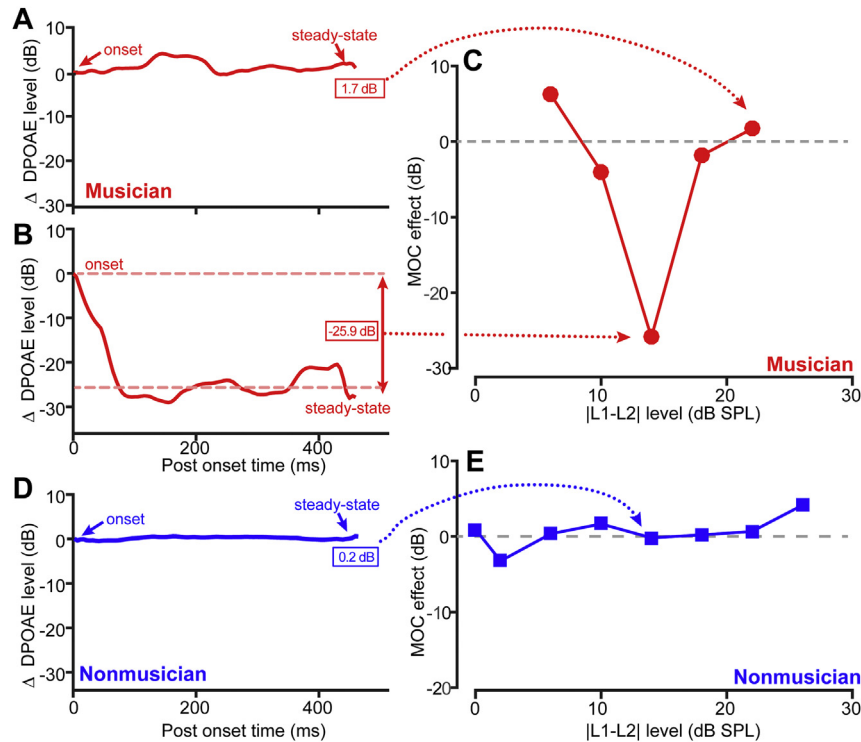 A
10
0
-10
-20
-30
Δ DPOAE level (dB)
onset
steady-state
1.7 dB
Musician
0
200
400
B
10
0
-10
-20
-30
Δ DPOAE level (dB)
onset
-25.9 dB
steady-state
0
200
400
Post onset time (ms)
C
10
0
-10
-20
-30
MOC effect (dB)
Musician
0
10
20
30
|L1-L2| level (dB SPL)
D
10
0
-10
-20
-30
Δ DPOAE level (dB)
onset
steady-state
0.2 dB
Nonmusician
0
200
400
Post onset time (ms)
E
10
0
-10
-20
MOC effect (dB)
Nonmusician
0
10
20
30
|L1-L2| level (dB SPL)